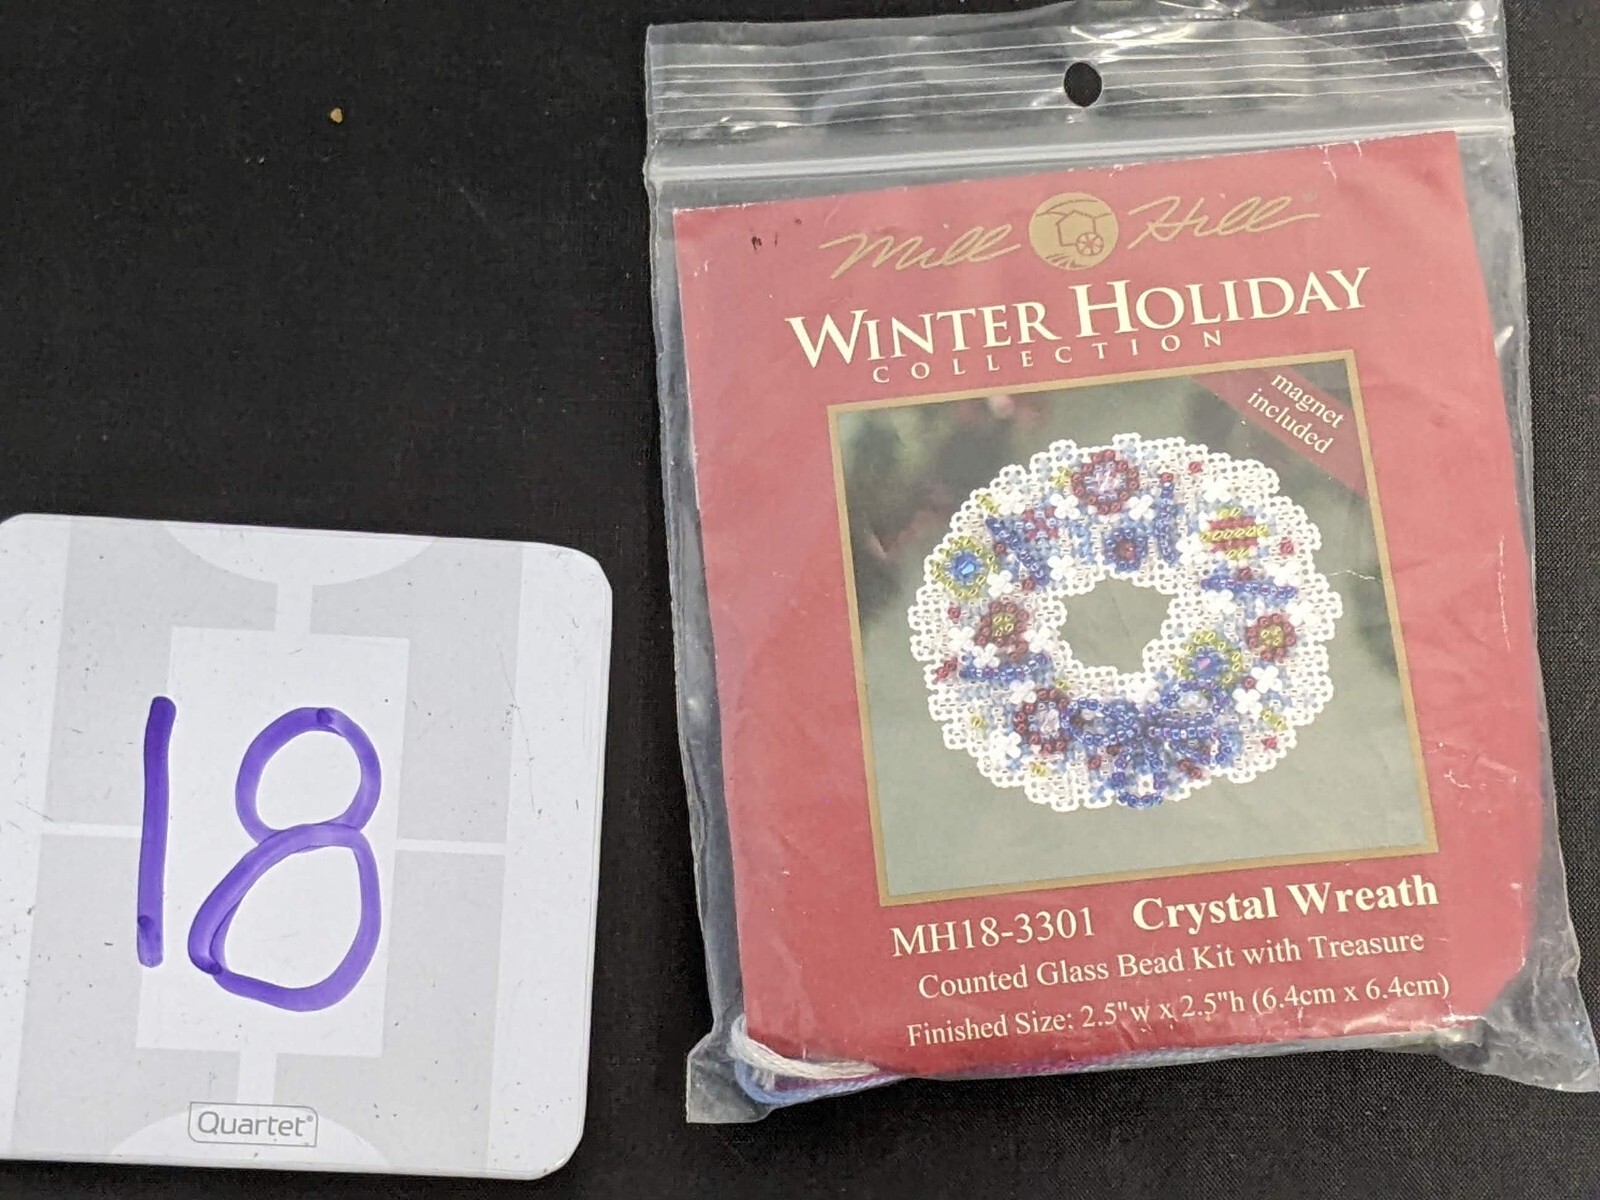 Mill Hill®
WINTER HOLIDAY
COLLECTION
magnet
included
MH18-3301 Crystal Wreath
Counted Glass Bead Kit with Treasure
Finished Size: 2.5"w x 2.5"h (6.4cm x 6.4cm)
18
Quartet®